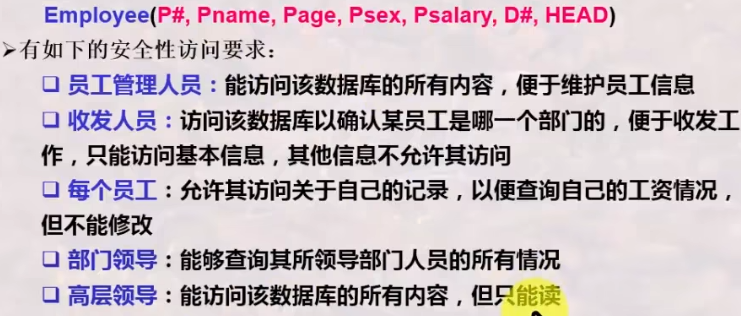 Employee(P#, Pname, Page, Psex, Psalary, D#, HEAD)
➢有如下的安全性访问要求：
❑ 员工管理人员：能访问该数据库的所有内容，便于维护员工信息
❑ 收发人员：访问该数据库以确认某员工是哪一个部门的，便于收发工
作，只能访问基本信息，其他信息不允许其访问
❑ 每个员工：允许其访问关于自己的记录，以便查询自己的工资情况，
但不能修改
❑ 部门领导：能够查询其所领导部门人员的所有情况
❑ 高层领导：能访问该数据库的所有内容，但只能读